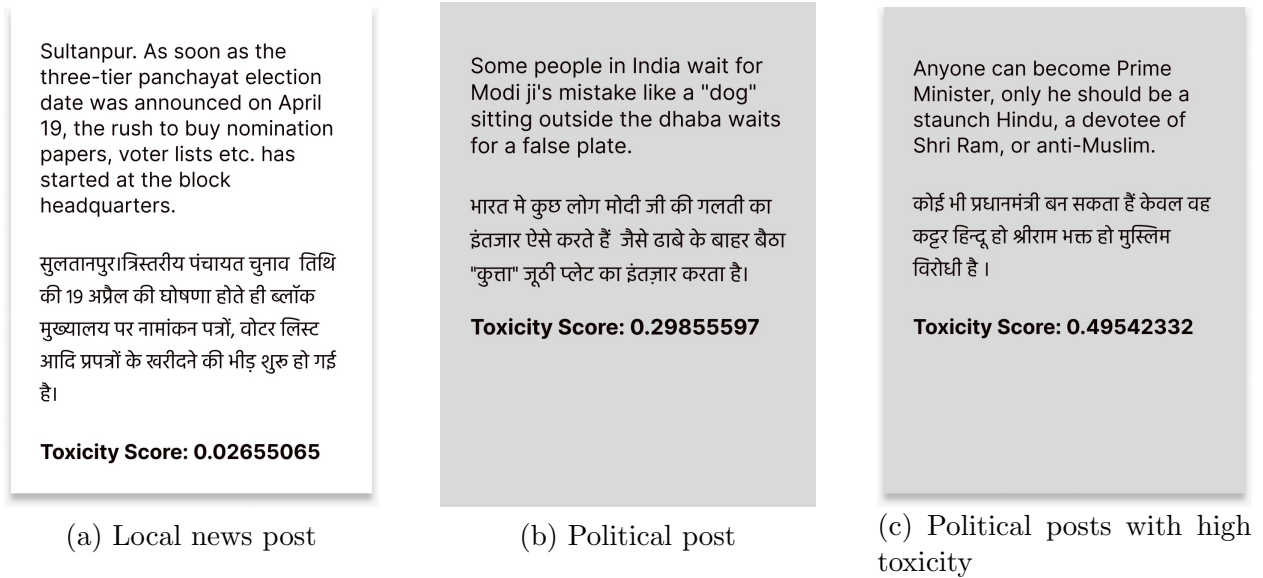 Sultanpur. As soon as the
three-tier panchayat election
date was announced on April
19, the rush to buy nomination
papers, voter lists etc. has
started at the block
headquarters.
सुलतानपुर।त्रिस्तरीय पंचायत चुनाव तिथि
की 19 अप्रैल की घोषणा होते ही ब्लॉक
मुख्यालय पर नामांकन पत्रों, वोटर लिस्ट
आदि प्रपत्रों के खरीदने की भीड़ शुरू हो गई
है।
Toxicity Score: 0.02655065
(a) Local news post
Some people in India wait for
Modi ji's mistake like a "dog"
sitting outside the dhaba waits
for a false plate.
भारत मे कुछ लोग मोदी जी की गलती का
इंतजार ऐसे करते हैं जैसे ढाबे के बाहर बैठा
"कुत्ता" जूठी प्लेट का इंतज़ार करता है।
Toxicity Score: 0.29855597
(b) Political post
Anyone can become Prime
Minister, only he should be a
staunch Hindu, a devotee of
Shri Ram, or anti-Muslim.
कोई भी प्रधानमंत्री बन सकता हैं केवल वह
कट्टर हिन्दू हो श्रीराम भक्त हो मुस्लिम
विरोधी है ।
Toxicity Score: 0.49542332
(c) Political posts with high
toxicity